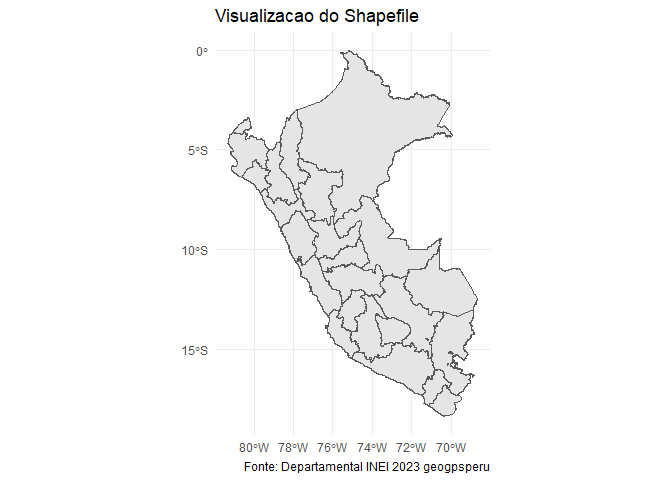 Visualizacao do Shapefile
0°
5°S
10°S
15°S
80°W 78°W 76°W 74°W 72°W 70°W
Fonte: Departamental INEI 2023 geogpsperu